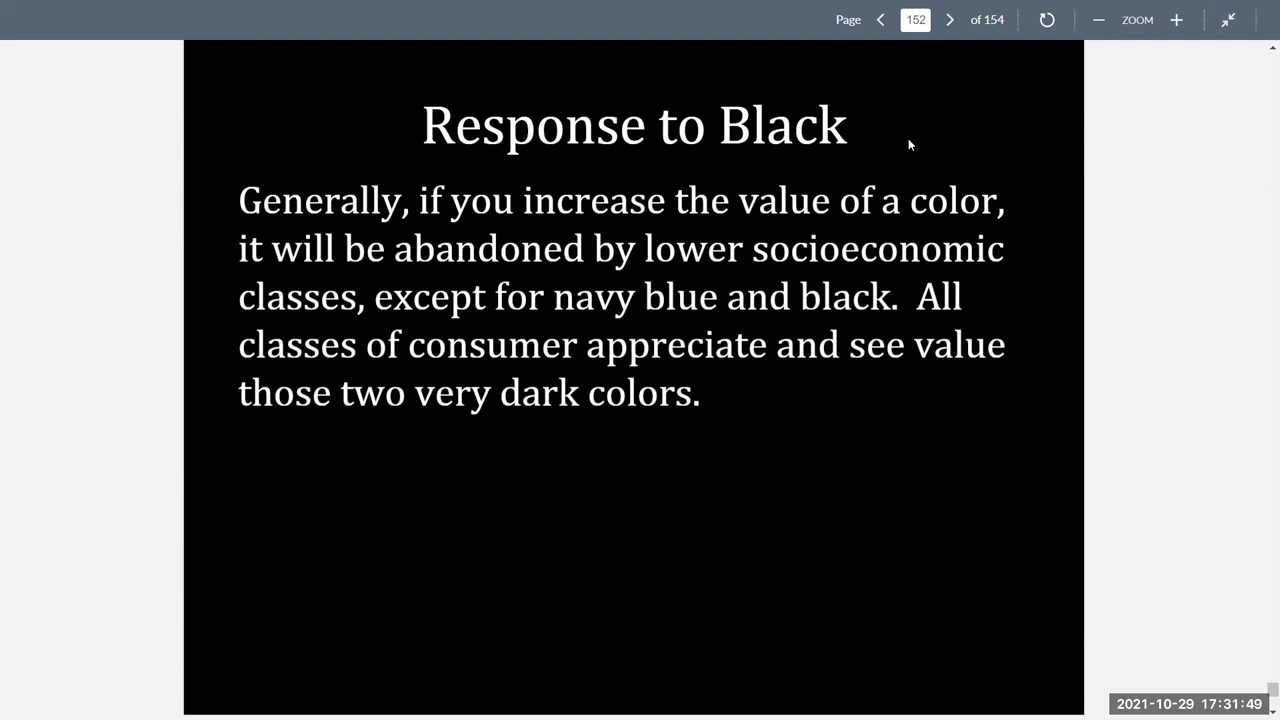 Page 152 of 154 ZOOM
Response to Black
Generally, if you increase the value of a color,
it will be abandoned by lower socioeconomic
classes, except for navy blue and black.  All
classes of consumer appreciate and see value
those two very dark colors.
2021-10-29 17:31:49